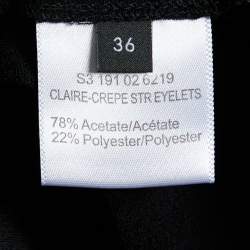 36
S3 191 02 6219
CLAIRE-CREPE STR EYELETS
78% Acetate/Acétate
22% Polyester/Polyester